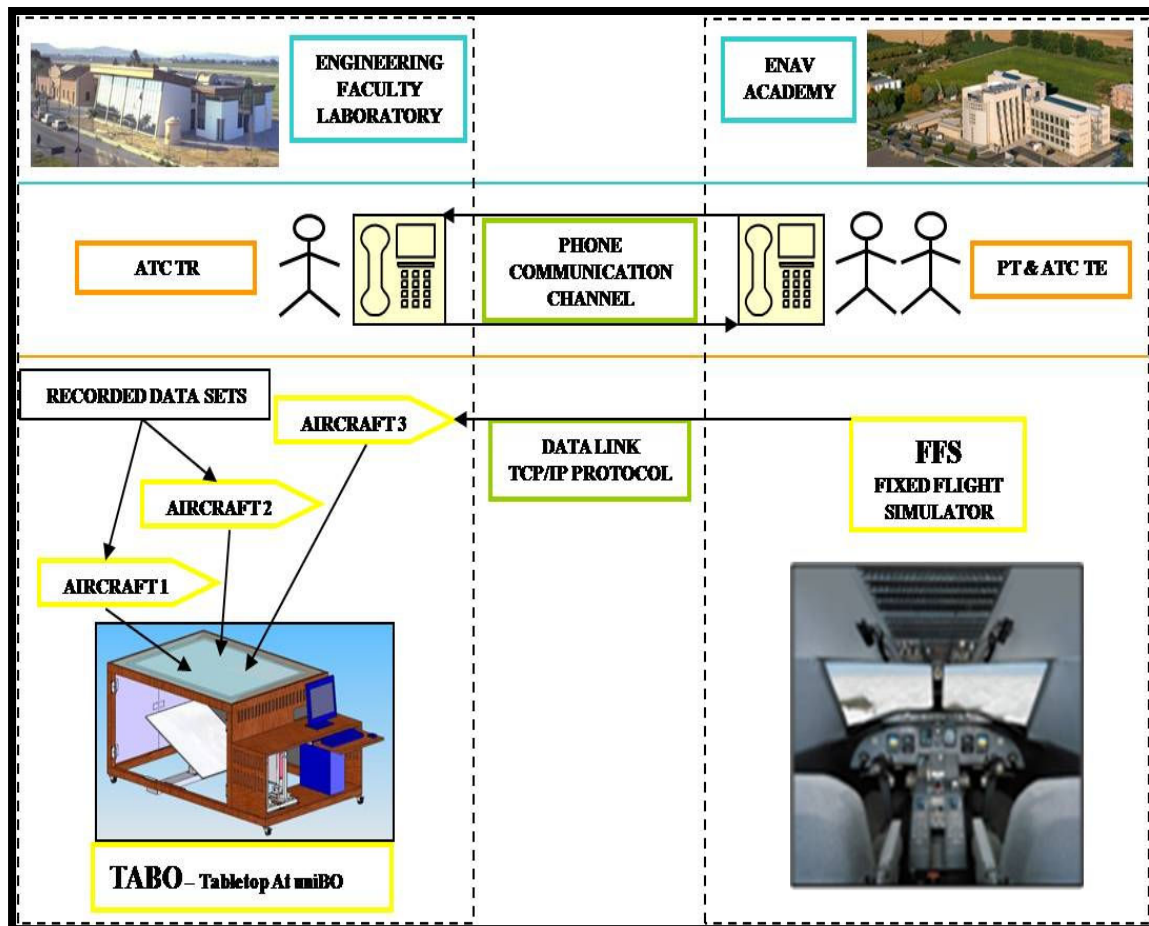 ENGINEERING
FACULTY
LABORATORY
ENAV
ACADEMY
ATC TR
PHONE
COMMUNICATION
CHANNEL
PT & ATC TE
RECORDED DATA SETS
AIRCRAFT 3
AIRCRAFT 2
AIRCRAFT 1
DATA LINK
TCP/IP PROTOCOL
FFS
FIXED FLIGHT
SIMULATOR
TABO – Tabletop At uniBO